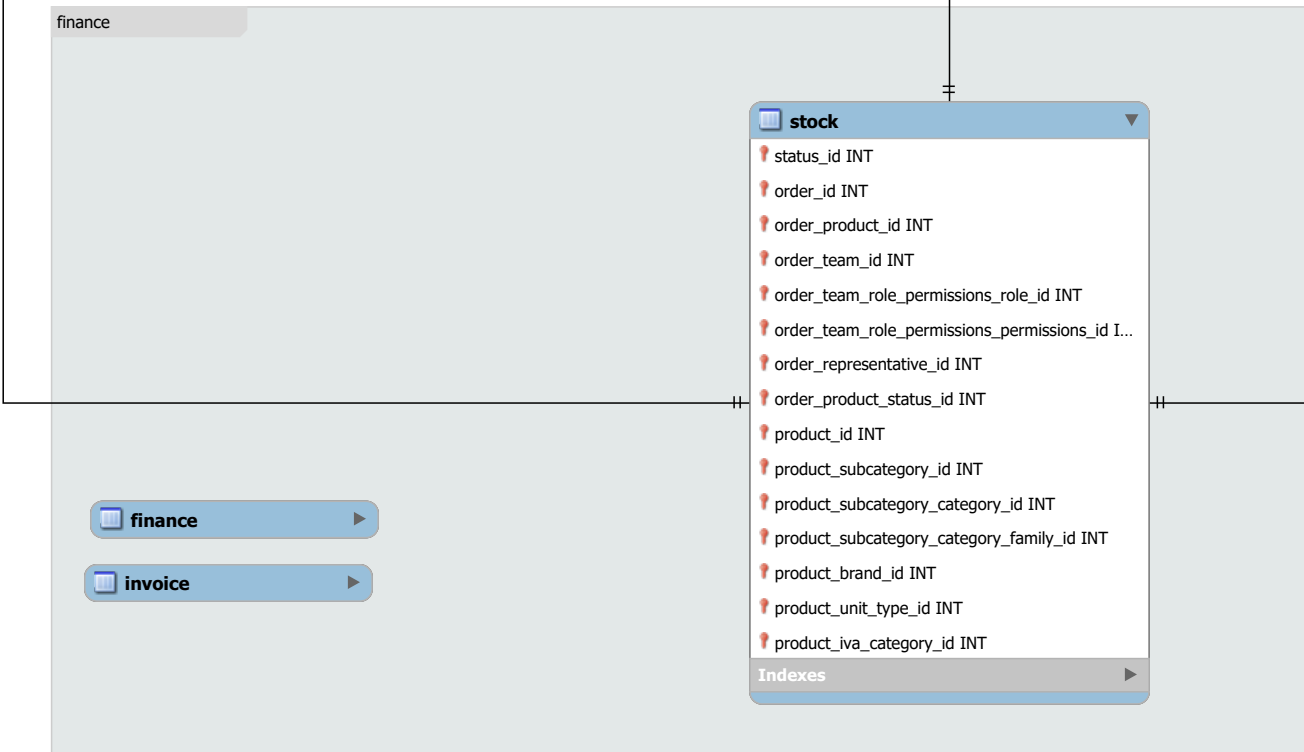 finance
stock
status_id INT
order_id INT
order_product_id INT
order_team_id INT
order_team_role_permissions_role_id INT
order_team_role_permissions_permissions_id I...
order_representative_id INT
order_product_status_id INT
product_id INT
product_subcategory_id INT
product_subcategory_category_id INT
product_subcategory_category_family_id INT
product_brand_id INT
product_unit_type_id INT
product_iva_category_id INT
Indexes
finance
invoice